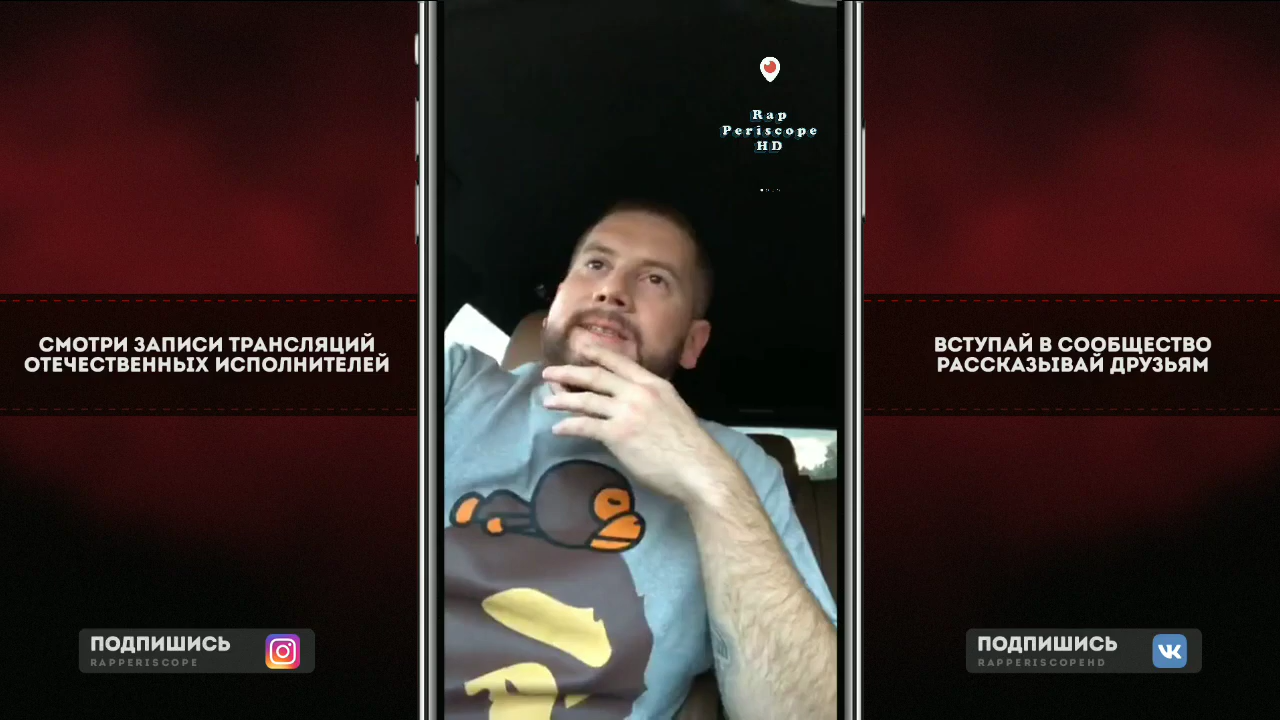 Rap
Periscope
HD
СМОТРИ ЗАПИСИ ТРАНСЛЯЦИЙ
ОТЕЧЕСТВЕННЫХ ИСПОЛНИТЕЛЕЙ
ВСТУПАЙ В СООБЩЕСТВО
РАССКАЗЫВАЙ ДРУЗЬЯМ
ПОДПИШИСЬ
RAPPERISCOPE
ПОДПИШИСЬ
RAPPERISCOPEHD